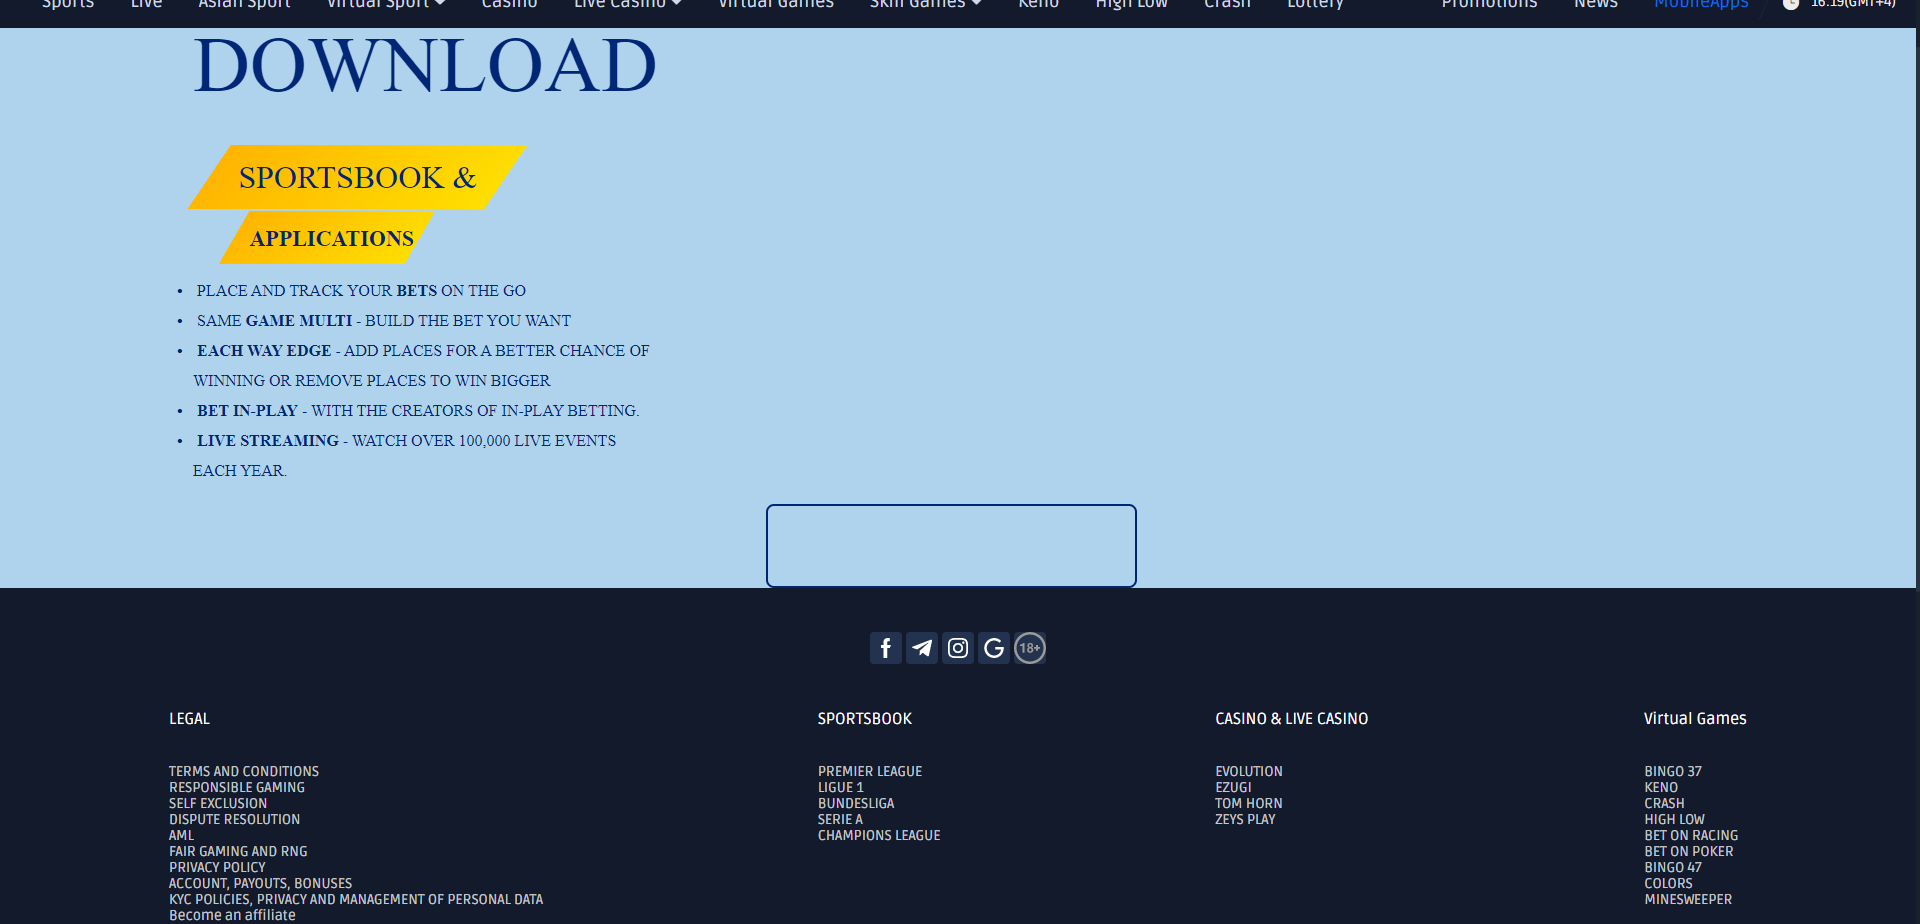 Sports Live Asian Sport Virtual Sport Casino Live Casino Virtual Games Skill Games Keno High Low Crash Lottery Promotions News MobileApps 16:19(GMT+4)
DOWNLOAD
SPORTSBOOK &
APPLICATIONS
• PLACE AND TRACK YOUR BETS ON THE GO
• SAME GAME MULTI - BUILD THE BET YOU WANT
• EACH WAY EDGE - ADD PLACES FOR A BETTER CHANCE OF
WINNING OR REMOVE PLACES TO WIN BIGGER
• BET IN-PLAY - WITH THE CREATORS OF IN-PLAY BETTING.
• LIVE STREAMING - WATCH OVER 100,000 LIVE EVENTS
EACH YEAR.
18+
LEGAL
TERMS AND CONDITIONS
RESPONSIBLE GAMING
SELF EXCLUSION
DISPUTE RESOLUTION
AML
FAIR GAMING AND RNG
PRIVACY POLICY
ACCOUNT, PAYOUTS, BONUSES
KYC POLICIES, PRIVACY AND MANAGEMENT OF PERSONAL DATA
Become an affiliate
SPORTSBOOK
PREMIER LEAGUE
LIGUE 1
BUNDESLIGA
SERIE A
CHAMPIONS LEAGUE
CASINO & LIVE CASINO
EVOLUTION
EZUGI
TOM HORN
ZEYS PLAY
Virtual Games
BINGO 37
KENO
CRASH
HIGH LOW
BET ON RACING
BET ON POKER
BINGO 47
COLORS
MINESWEEPER